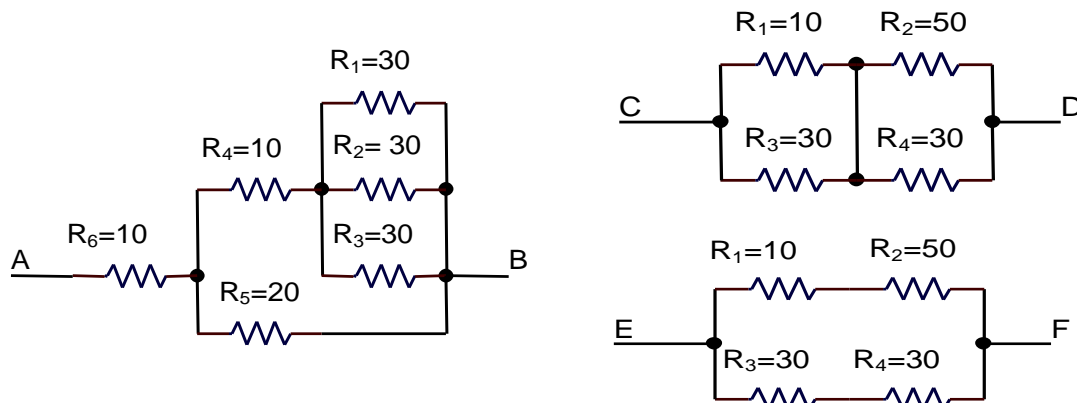 R₁=30
R₂= 30
R₄=10
R₃=30
R₆=10
A
B
R₅=20
R₁=10
R₂=50
C
D
R₃=30
R₄=30
R₁=10
R₂=50
E
F
R₃=30
R₄=30